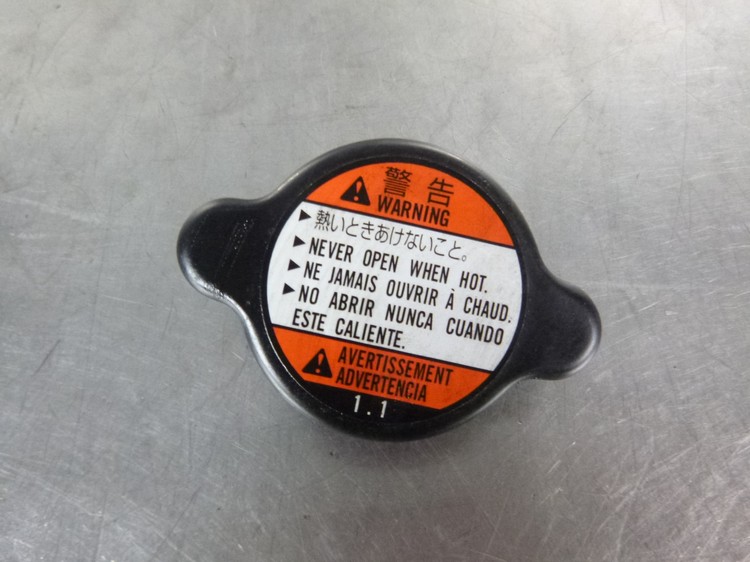 警告
WARNING
熱いときあけないこと。
NEVER OPEN WHEN HOT.
NE JAMAIS OUVRIR À CHAUD.
NO ABRIR NUNCA CUANDO
ESTE CALIENTE.
AVERTISSEMENT
ADVERTENCIA
1.1